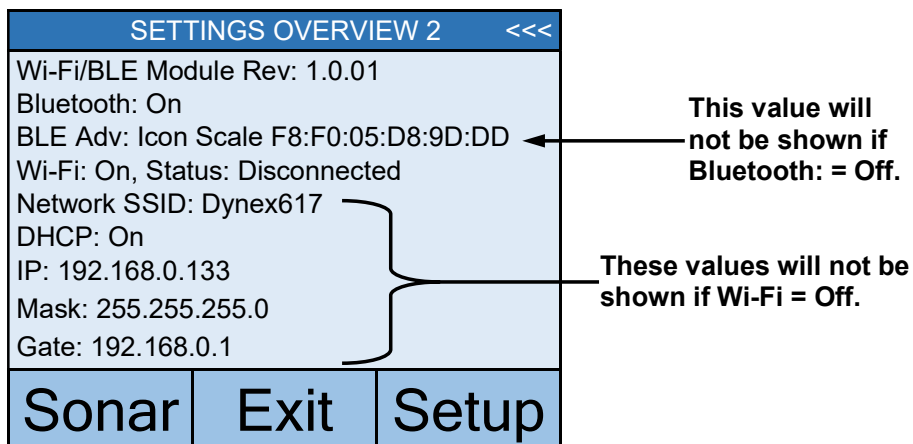 SETTINGS OVERVIEW 2 <<<
Wi-Fi/BLE Module Rev: 1.0.01
Bluetooth: On
BLE Adv: Icon Scale F8:F0:05:D8:9D:DD
Wi-Fi: On, Status: Disconnected
Network SSID: Dynex617
DHCP: On
IP: 192.168.0.133
Mask: 255.255.255.0
Gate: 192.168.0.1
Sonar Exit Setup
This value will
not be shown if
Bluetooth: = Off.
These values will not be
shown if Wi-Fi = Off.